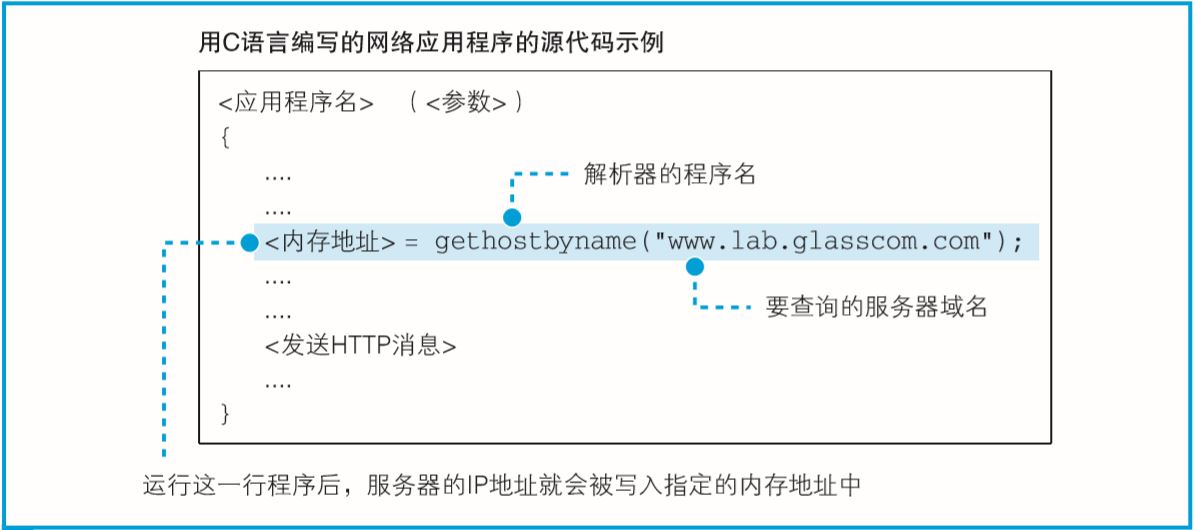 用C语言编写的网络应用程序的源代码示例
<应用程序名> （<参数>）
{
....
解析器的程序名
....
<内存地址> = gethostbyname("www.lab.glasscom.com");
....
要查询的服务器域名
....
<发送HTTP消息>
....
}
运行这一行程序后，服务器的IP地址就会被写入指定的内存地址中